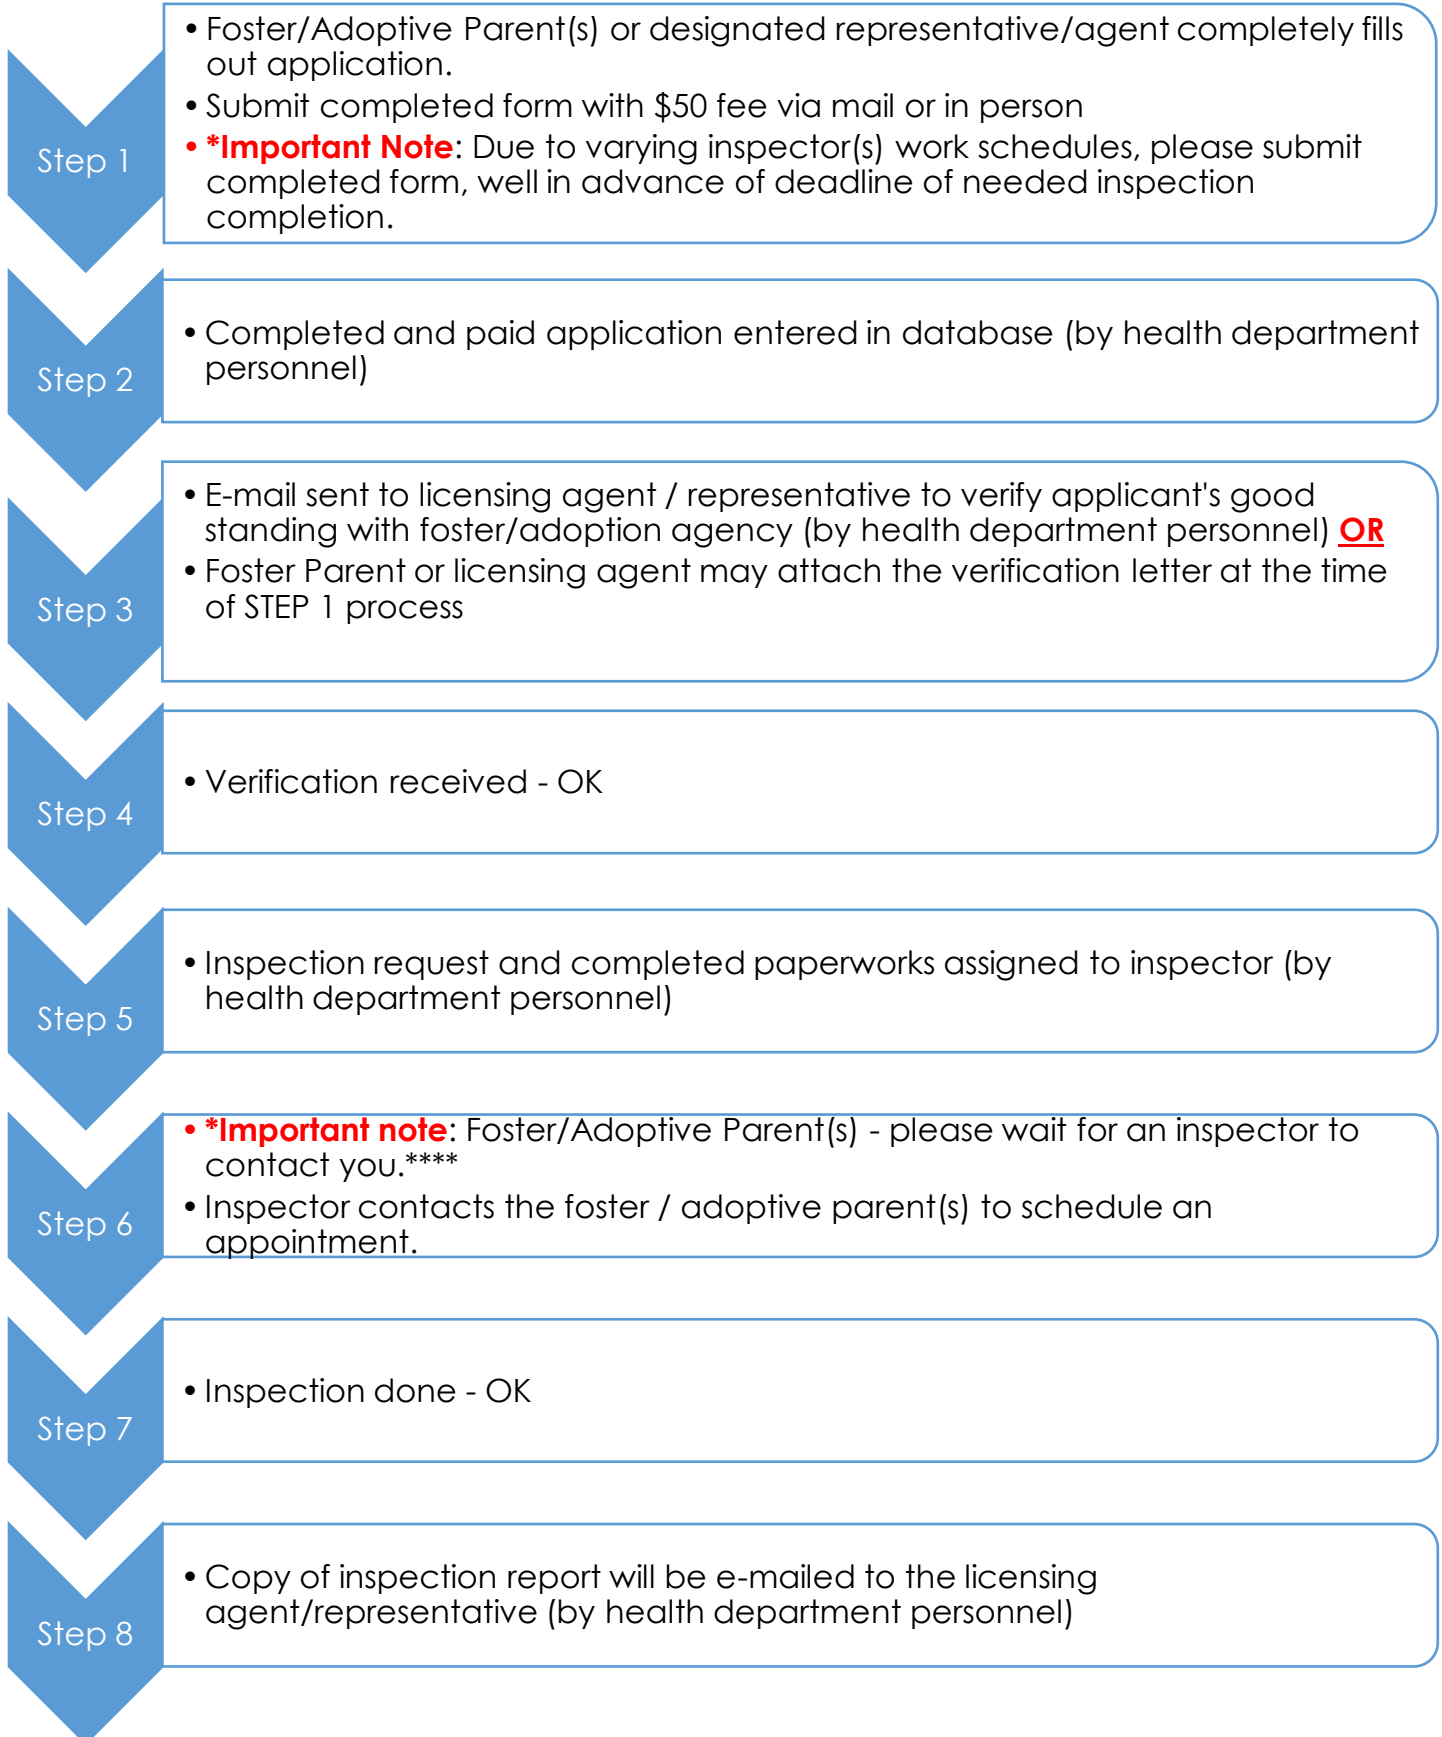 Step 1
• Foster/Adoptive Parent(s) or designated representative/agent completely fills
out application.
• Submit completed form with $50 fee via mail or in person
• *Important Note: Due to varying inspector(s) work schedules, please submit
completed form, well in advance of deadline of needed inspection
completion.
Step 2
• Completed and paid application entered in database (by health department
personnel)
Step 3
• E-mail sent to licensing agent / representative to verify applicant's good
standing with foster/adoption agency (by health department personnel) OR
• Foster Parent or licensing agent may attach the verification letter at the time
of STEP 1 process
Step 4
• Verification received - OK
Step 5
• Inspection request and completed paperworks assigned to inspector (by
health department personnel)
Step 6
• *Important note: Foster/Adoptive Parent(s) - please wait for an inspector to
contact you.****
• Inspector contacts the foster / adoptive parent(s) to schedule an
appointment.
Step 7
• Inspection done - OK
Step 8
• Copy of inspection report will be e-mailed to the licensing
agent/representative (by health department personnel)